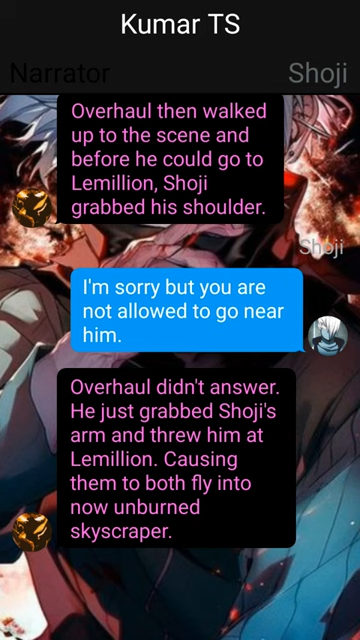 Kumar TS
Narrator
Shoji
Overhaul then walked
up to the scene and
before he could go to
Lemillion, Shoji
grabbed his shoulder.
Shoji
I'm sorry but you are
not allowed to go near
him.
Overhaul didn't answer.
He just grabbed Shoji's
arm and threw him at
Lemillion. Causing
them to both fly into
now unburned
skyscraper.